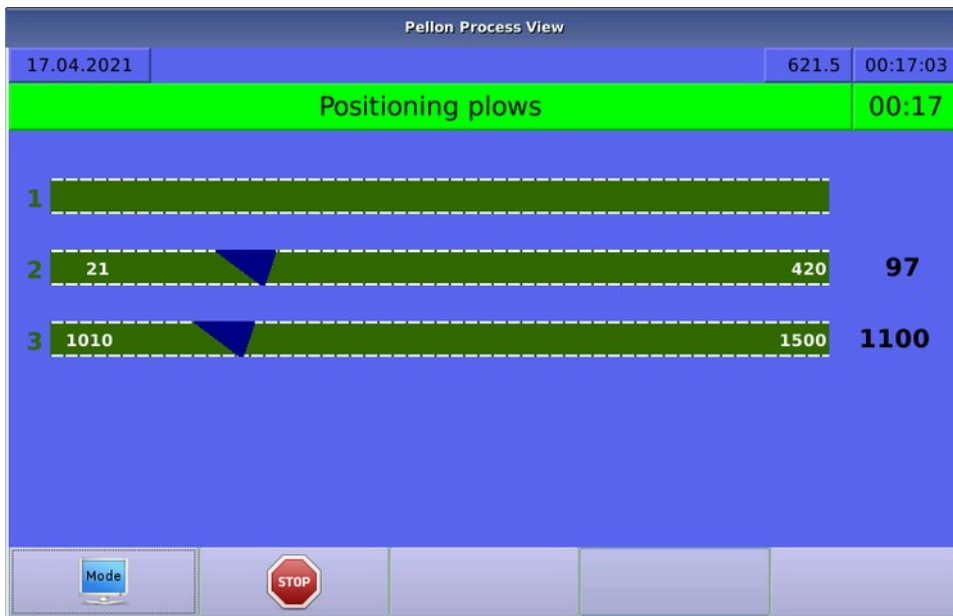 Pellon Process View
17.04.2021 621.5 00:17:03
Positioning plows 00:17
1
2 21 420 97
3 1010 1500 1100
Mode STOP